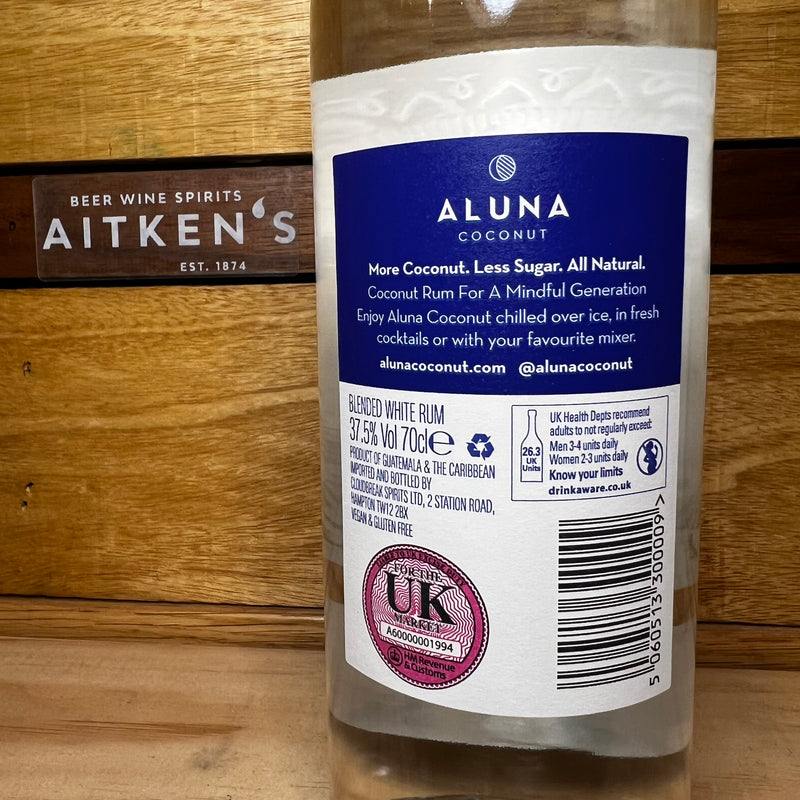 BEER WINE SPIRITS
AITKEN'S
EST. 1874
ALUNA
COCONUT
More Coconut. Less Sugar. All Natural.
Coconut Rum For A Mindful Generation
Enjoy Aluna Coconut chilled over ice, in fresh
cocktails or with your favourite mixer.
alunacoconut.com @alunacoconut
BLENDED WHITE RUM
37.5% Vol 70cl℮
PRODUCT OF GUATEMALA & THE CARIBBEAN
IMPORTED AND BOTTLED BY
CLOUDBREAK SPIRITS LTD, 2 STATION ROAD,
HAMPTON TW12 2BX
VEGAN & GLUTEN FREE
26.3
UK
Units
UK Health Depts recommend
adults to not regularly exceed:
Men 3-4 units daily
Women 2-3 units daily
Know your limits
drinkaware.co.uk
FOR THE
UK
MARKET
A60000001994
HM Revenue
& Customs
5 060513 300009 >